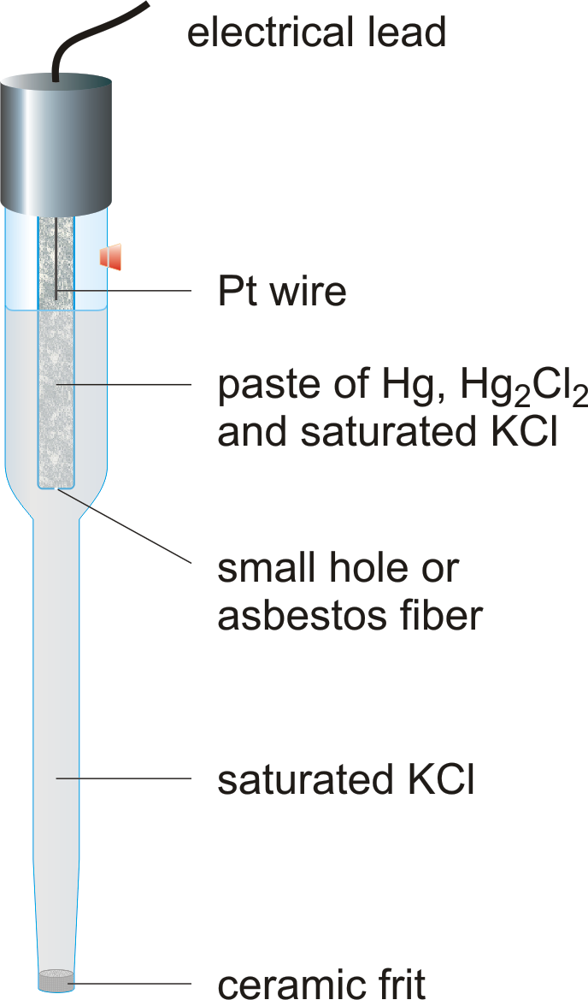 electrical lead
Pt wire
paste of Hg, Hg₂Cl₂
and saturated KCl
small hole or
asbestos fiber
saturated KCl
ceramic frit